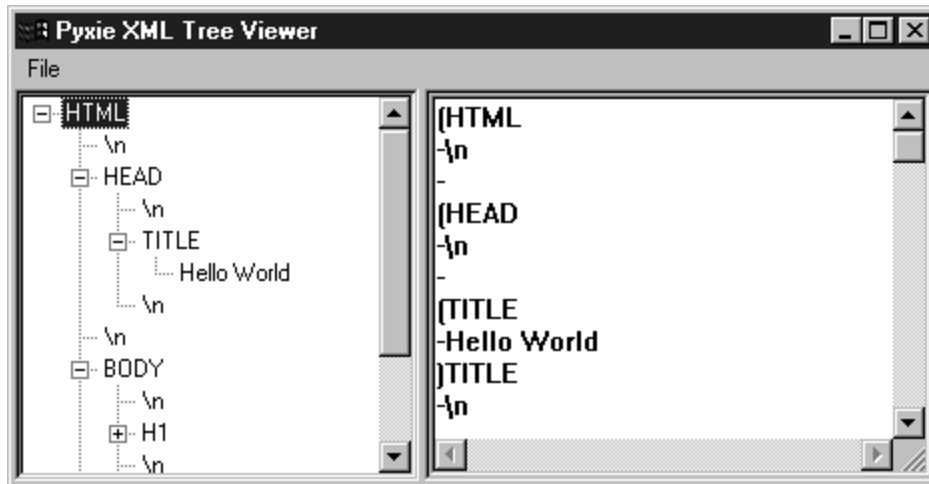 Pyxie XML Tree Viewer
File
HTML
\n
HEAD
\n
TITLE
Hello World
\n
\n
BODY
\n
H1
\n
(HTML
-\n
-
(HEAD
-\n
-
(TITLE
-Hello World
)TITLE
-\n